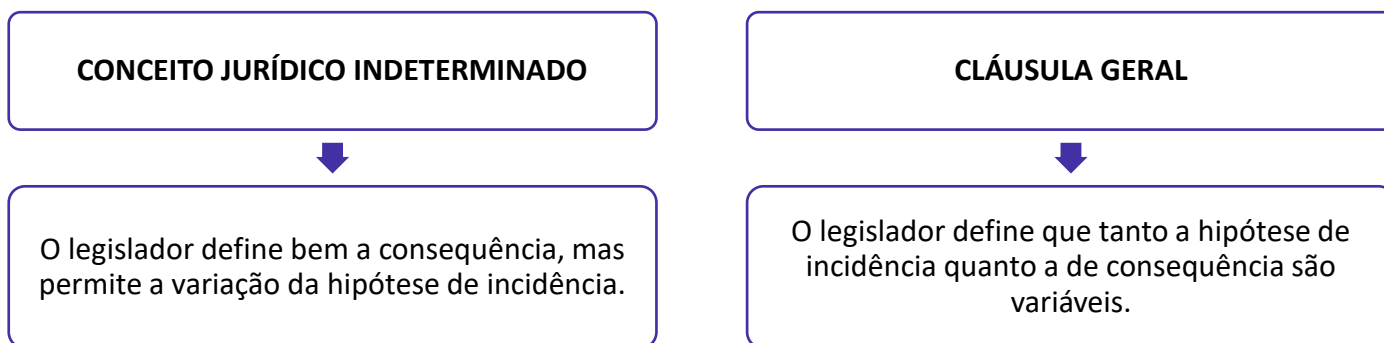 CONCEITO JURÍDICO INDETERMINADO
O legislador define bem a consequência, mas
permite a variação da hipótese de incidência.
CLÁUSULA GERAL
O legislador define que tanto a hipótese de
incidência quanto a de consequência são
variáveis.